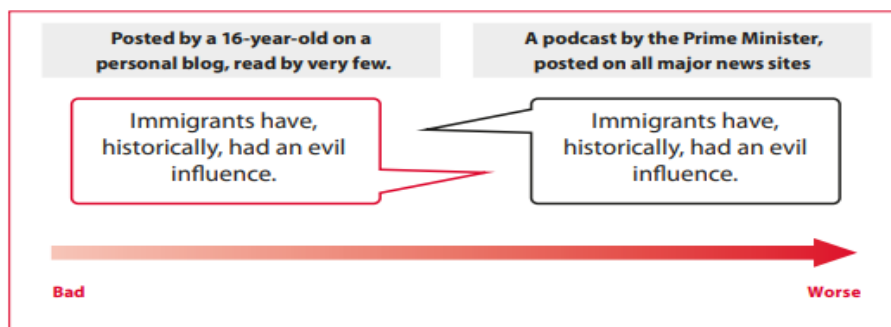 Posted by a 16-year-old on a
personal blog, read by very few.
A podcast by the Prime Minister,
posted on all major news sites
Immigrants have,
historically, had an evil
influence.
Immigrants have,
historically, had an evil
influence.
Bad
Worse